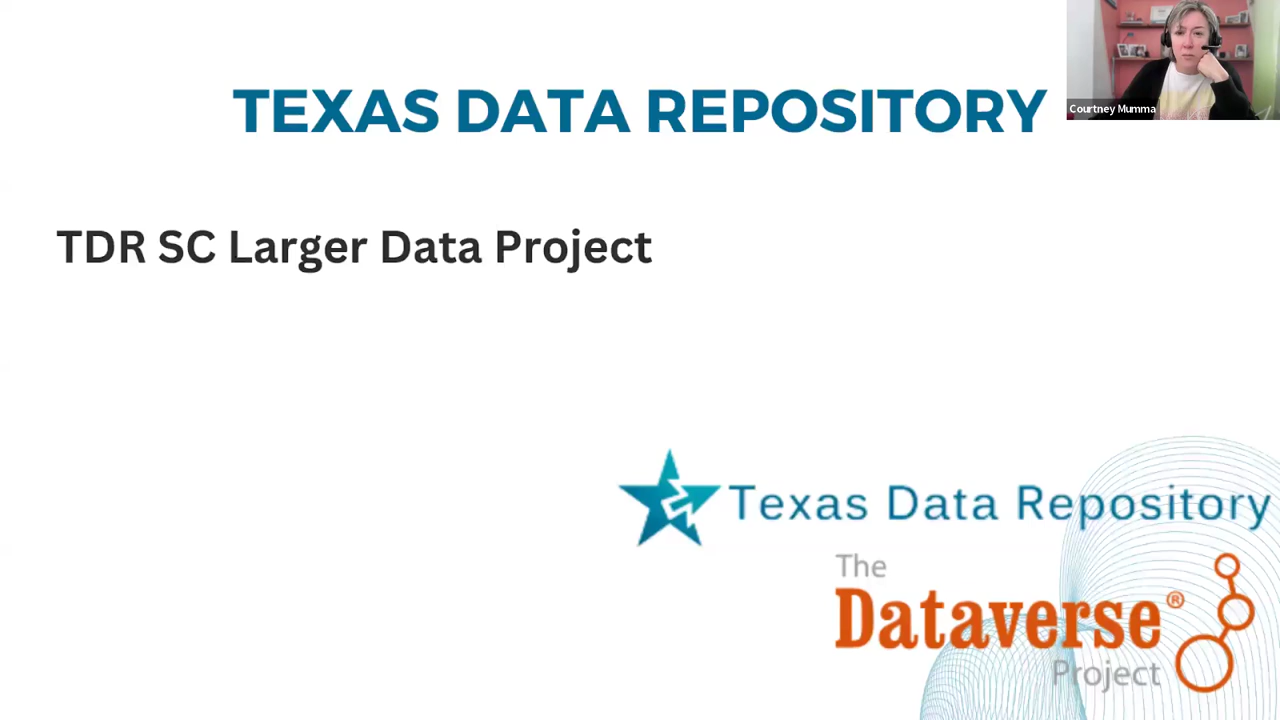 TEXAS DATA REPOSITORY
Courtney Mumma
TDR SC Larger Data Project
Texas Data Repository
The
Dataverse®
Project